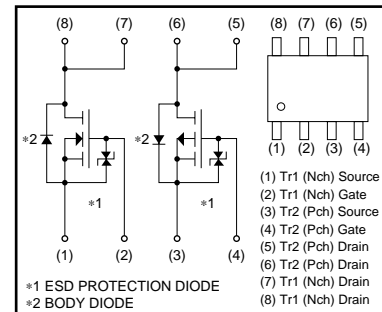 (8) (7) (6) (5)
(8) (7) (6) (5)
∗2 ∗2
∗1 ∗1
(1) (2) (3) (4)
(1) (2) (3) (4)
(1) Tr1 (Nch) Source
(2) Tr1 (Nch) Gate
(3) Tr2 (Pch) Source
(4) Tr2 (Pch) Gate
(5) Tr2 (Pch) Drain
(6) Tr2 (Pch) Drain
(7) Tr1 (Nch) Drain
(8) Tr1 (Nch) Drain
∗1 ESD PROTECTION DIODE
∗2 BODY DIODE